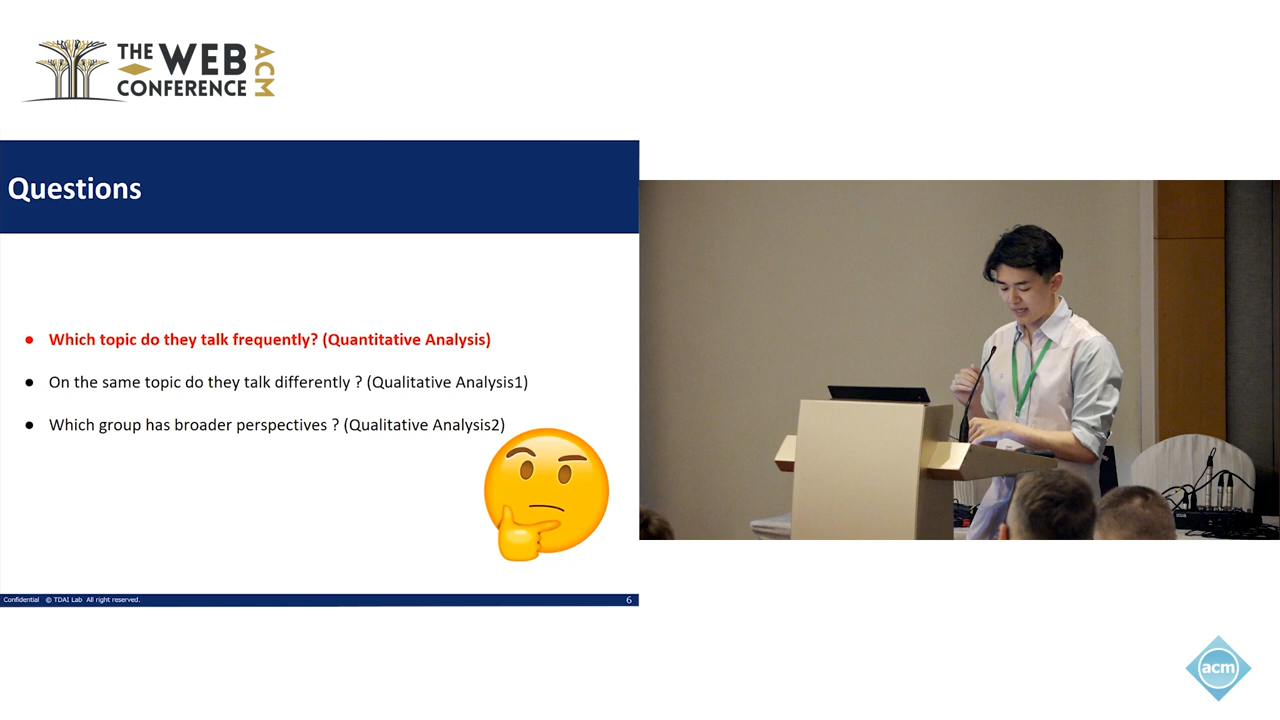 THE WEB
CONFERENCE
ACM
Questions
● Which topic do they talk frequently? (Quantitative Analysis)
● On the same topic do they talk differently ? (Qualitative Analysis1)
● Which group has broader perspectives ? (Qualitative Analysis2)
Confidential © TDAI Lab All right reserved.
6
acm